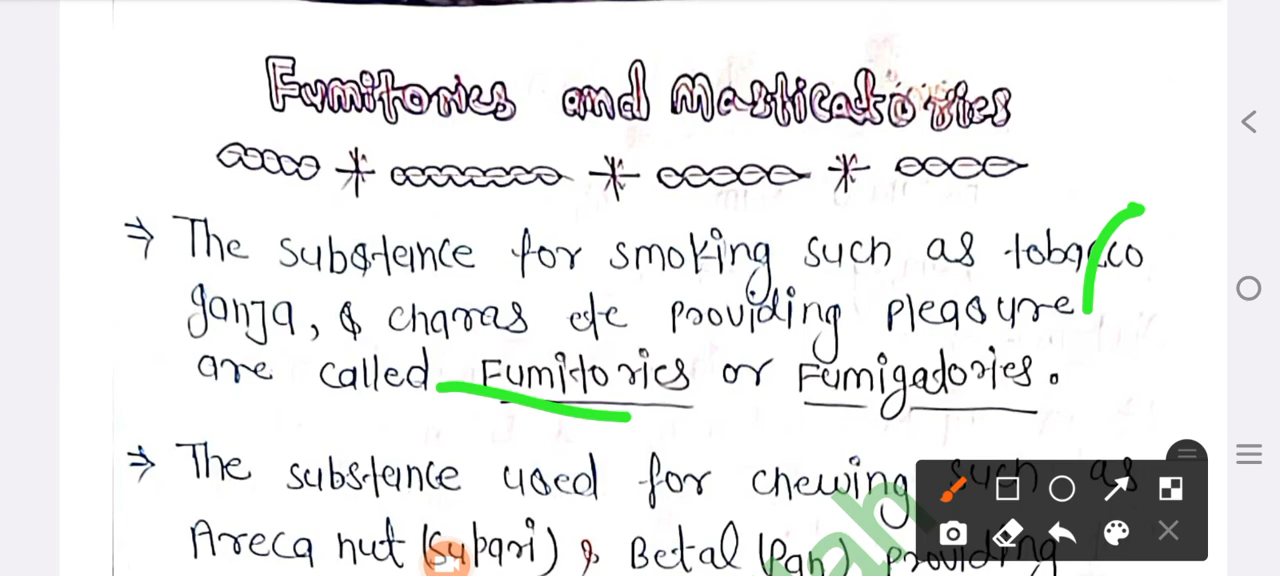 Fumitories and Masticatories
⇒ The substance for smoking such as tobacco
ganja, & charas etc providing pleasure
are called Fumitories or Fumigadories.
⇒ The substance used for chewing such as
Areca nut (Supari) & Betal (Pan) providing
ah